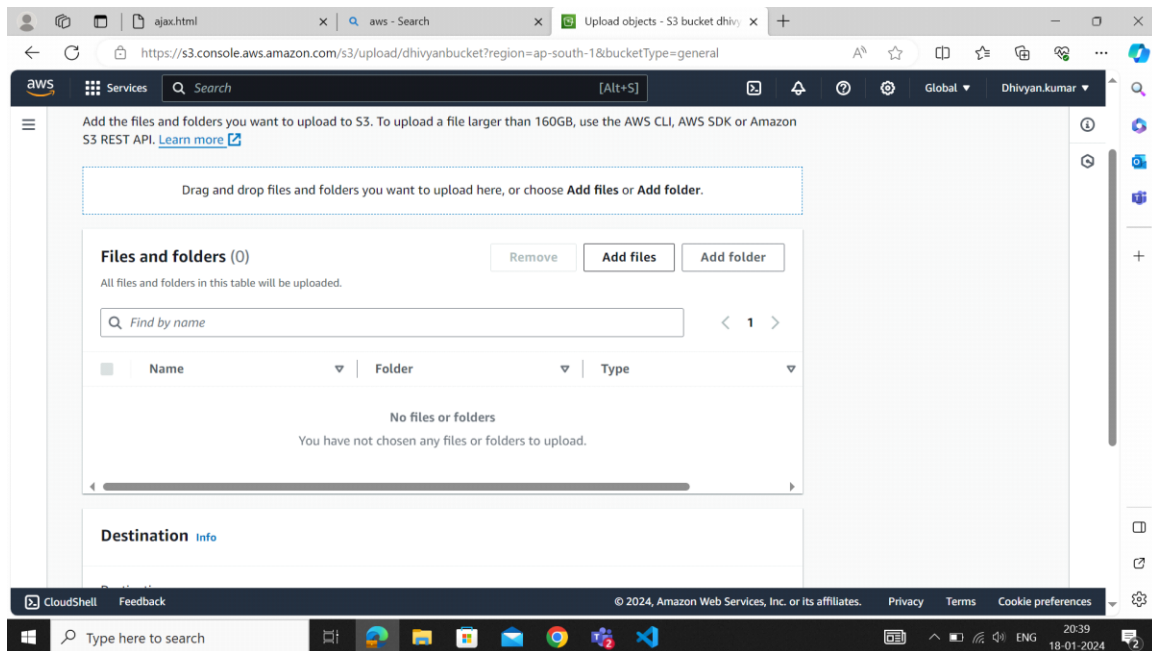 ajax.html
aws - Search
Upload objects - S3 bucket dhivy
https://s3.console.aws.amazon.com/s3/upload/dhivyanbucket?region=ap-south-1&bucketType=general
aws
Services
Search
[Alt+S]
Global
Dhivyan.kumar
Add the files and folders you want to upload to S3. To upload a file larger than 160GB, use the AWS CLI, AWS SDK or Amazon
S3 REST API. Learn more
Drag and drop files and folders you want to upload here, or choose Add files or Add folder.
Files and folders (0)
Remove
Add files
Add folder
All files and folders in this table will be uploaded.
Find by name
1
Name
Folder
Type
No files or folders
You have not chosen any files or folders to upload.
Destination Info
CloudShell
Feedback
© 2024, Amazon Web Services, Inc. or its affiliates.
Privacy
Terms
Cookie preferences
Type here to search
ENG
20:39
18-01-2024
2